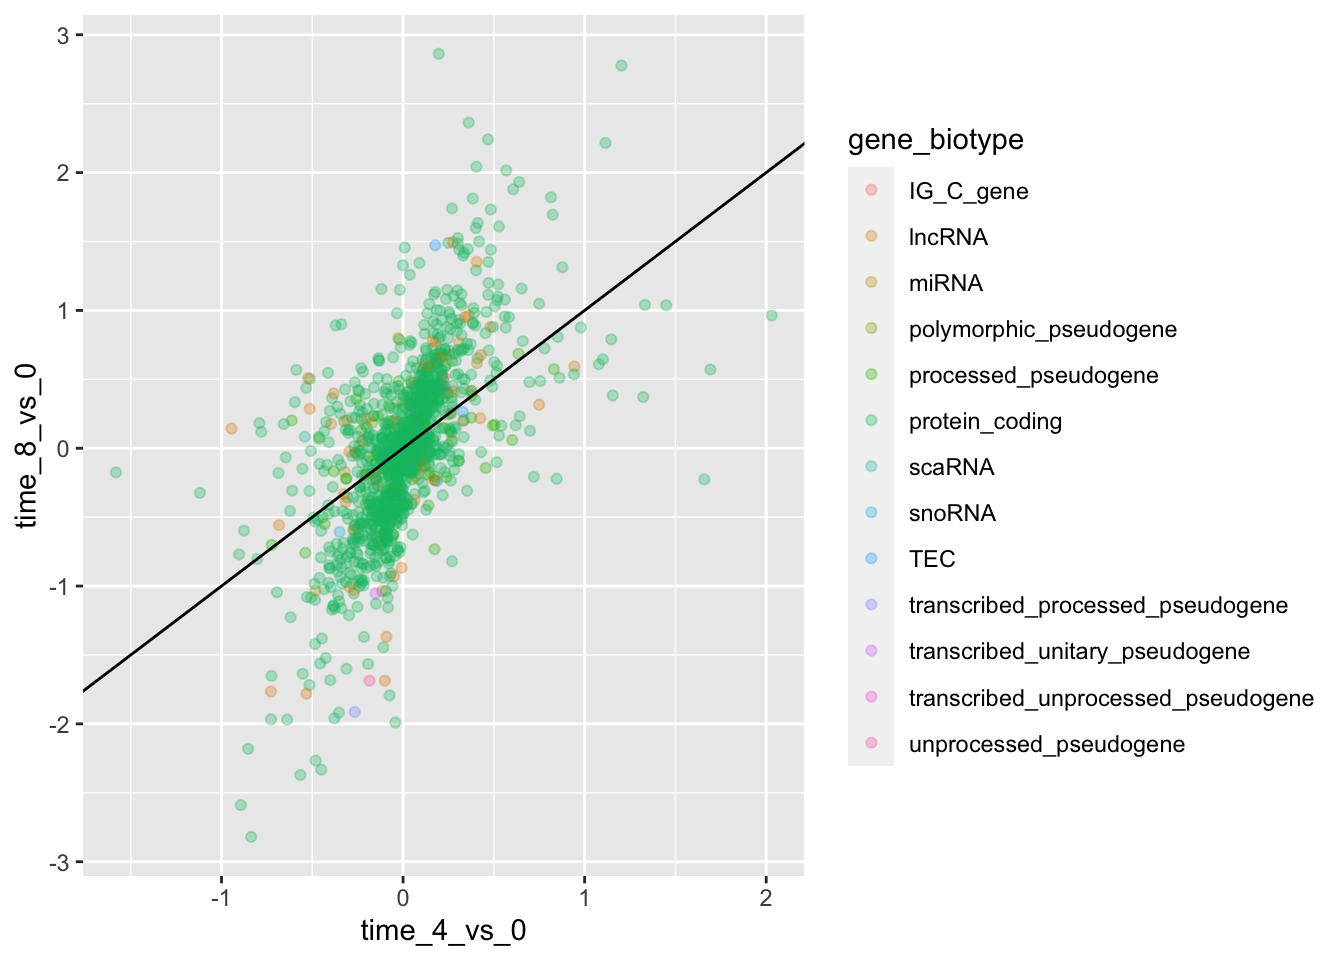 3
2
1
0
-1
-2
-3
time_8_vs_0
-1
0
1
2
time_4_vs_0
gene_biotype
IG_C_gene
lncRNA
miRNA
polymorphic_pseudogene
processed_pseudogene
protein_coding
scaRNA
snoRNA
TEC
transcribed_processed_pseudogene
transcribed_unitary_pseudogene
transcribed_unprocessed_pseudogene
unprocessed_pseudogene